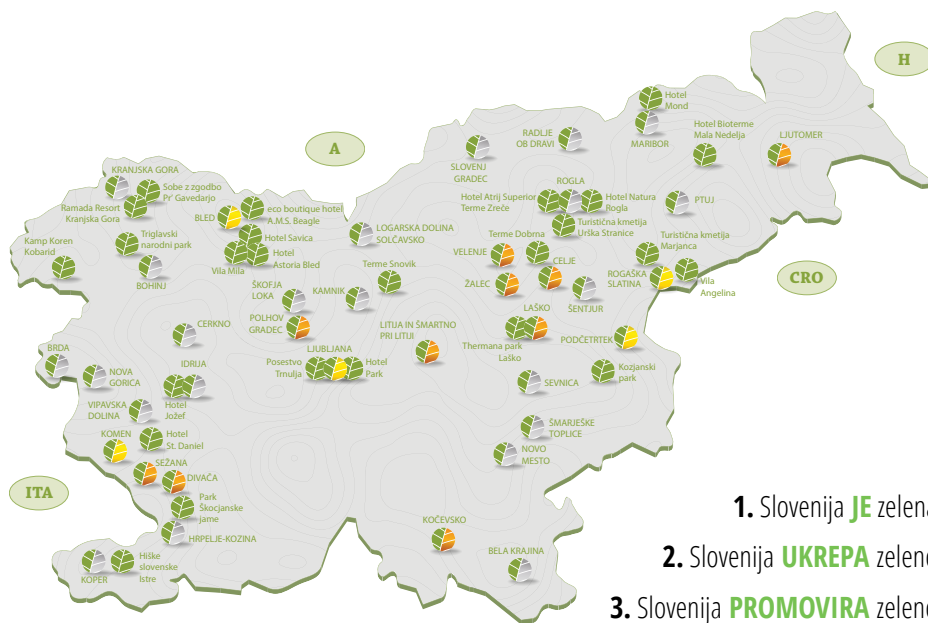 H
A
Hotel
Mond
MARIBOR
Hotel Bioterme
Mala Nedelja
LJUTOMER
RADLJE
OB DRAVI
SLOVENJ
GRADEC
KRANJSKA GORA
Sobe z zgodbo
Pr' Gavedarjo
Ramada Resort
Kranjska Gora
BLED
eco boutique hotel
A.M.S. Beagle
Hotel Savica
Hotel
Astoria Bled
Vila Mila
Triglavski
narodni park
Kamp Koren
Kobarid
BOHINJ
LOGARSKA DOLINA
SOLČAVSKO
ROGLA
Hotel Atrij Superior
Terme Zreče
Hotel Natura
Rogla
PTUJ
Turistična kmetija
Urška Stranice
Terme Dobrna
VELENJE
CELJE
Turistična kmetija
Marjanca
ROGAŠKA
SLATINA
Vila
Angelina
CRO
Terme Snovik
ŠKOFJA
LOKA
KAMNIK
ŽALEC
ŠENTJUR
POLHOV
GRADEC
LITIJA IN ŠMARTNO
PRI LITIJI
LAŠKO
Thermana park
Laško
PODČETRTEK
CERKNO
BRDA
NOVA
GORICA
IDRIJA
Hotel
Jožef
LJUBLJANA
Posestvo
Trnulja
Hotel
Park
Kozjanski
park
SEVNICA
VIPAVSKA
DOLINA
KOMEN
Hotel
St. Daniel
ŠMARJEŠKE
TOPLICE
NOVO
MESTO
SEŽANA
DIVAČA
ITA
Park
Škocjanske
jame
HRPELJE-KOZINA
KOČEVSKO
BELA KRAJINA
KOPER
Hiške
slovenske
Istre
1. Slovenija JE zelena
2. Slovenija UKREPA zeleno
3. Slovenija PROMOVIRA zeleno